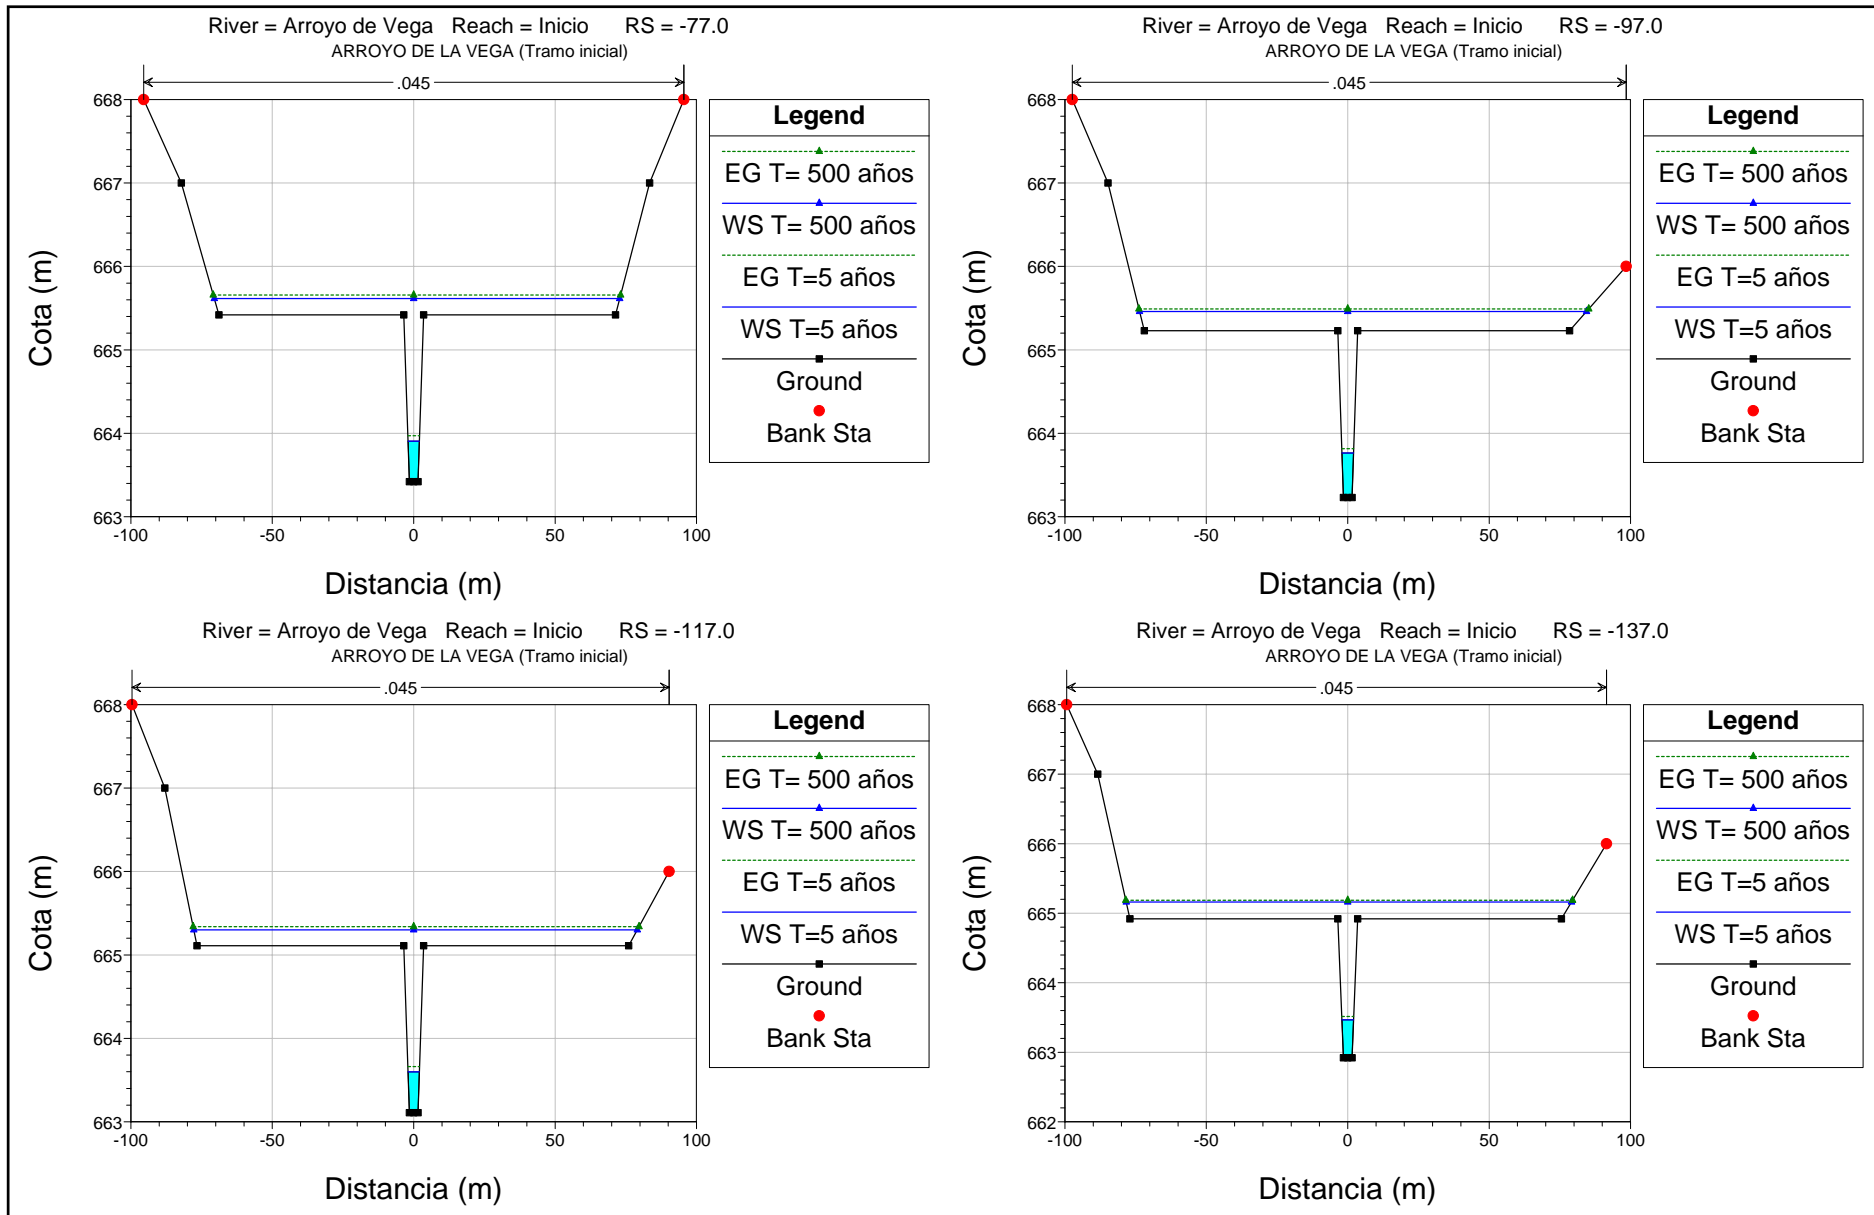 River = Arroyo de Vega Reach = Inicio RS = -77.0
ARROYO DE LA VEGA (Tramo inicial)
.045
668
667
666
665
664
663
-100
-50
0
50
100
Cota (m)
Distancia (m)
Legend
EG T= 500 años
WS T= 500 años
EG T=5 años
WS T=5 años
Ground
Bank Sta
River = Arroyo de Vega Reach = Inicio RS = -97.0
ARROYO DE LA VEGA (Tramo inicial)
.045
668
667
666
665
664
663
-100
-50
0
50
100
Cota (m)
Distancia (m)
Legend
EG T= 500 años
WS T= 500 años
EG T=5 años
WS T=5 años
Ground
Bank Sta
River = Arroyo de Vega Reach = Inicio RS = -117.0
ARROYO DE LA VEGA (Tramo inicial)
.045
668
667
666
665
664
663
-100
-50
0
50
100
Cota (m)
Distancia (m)
Legend
EG T= 500 años
WS T= 500 años
EG T=5 años
WS T=5 años
Ground
Bank Sta
River = Arroyo de Vega Reach = Inicio RS = -137.0
ARROYO DE LA VEGA (Tramo inicial)
.045
668
667
666
665
664
663
662
-100
-50
0
50
100
Cota (m)
Distancia (m)
Legend
EG T= 500 años
WS T= 500 años
EG T=5 años
WS T=5 años
Ground
Bank Sta